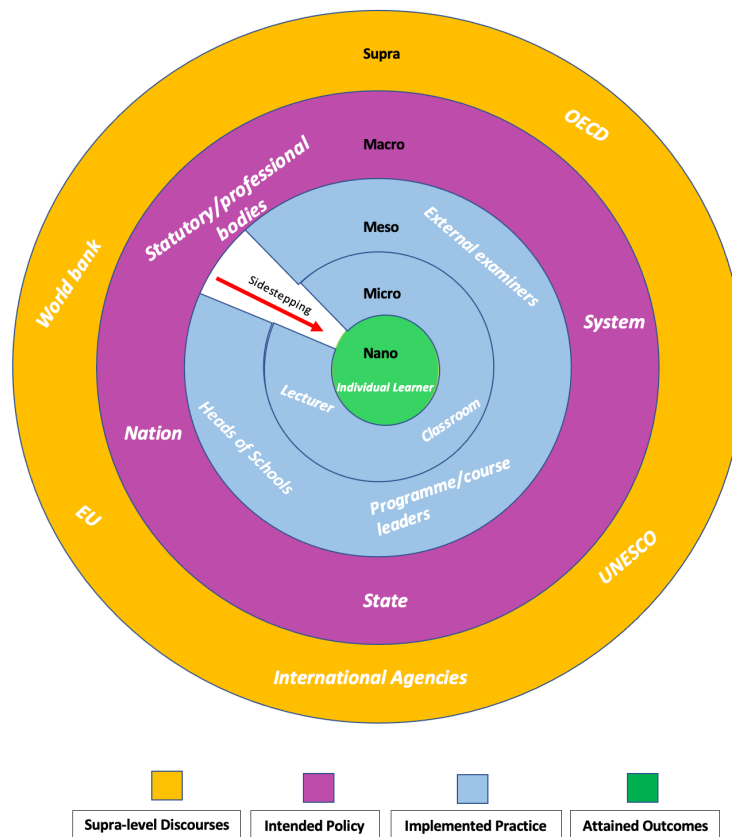 Supra
OECD
Macro
Statutory/professional
bodies
Meso
External examiners
World bank
Sidestepping
Micro
System
Nano
Individual Learner
Lecturer
Classroom
Nation
Heads of Schools
Programme/course
leaders
EU
UNESCO
State
International Agencies
Supra-level Discourses
Intended Policy
Implemented Practice
Attained Outcomes